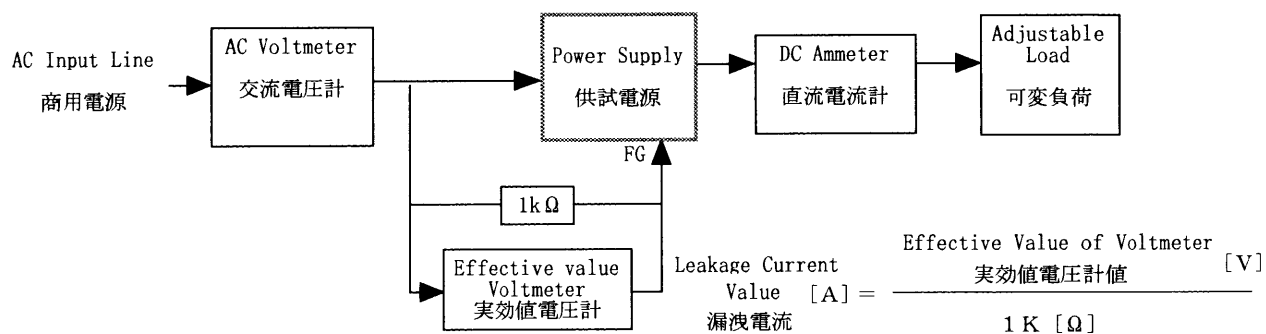 AC Input Line
商用電源
AC Voltmeter
交流電圧計
Power Supply
供試電源
DC Ammeter
直流電流計
Adjustable
Load
可変負荷
FG
1kΩ
Effective value
Voltmeter
実効値電圧計
Leakage Current
Value [A] =
漏洩電流
Effective Value of Voltmeter
実効値電圧計値 [V]
1 K [Ω]